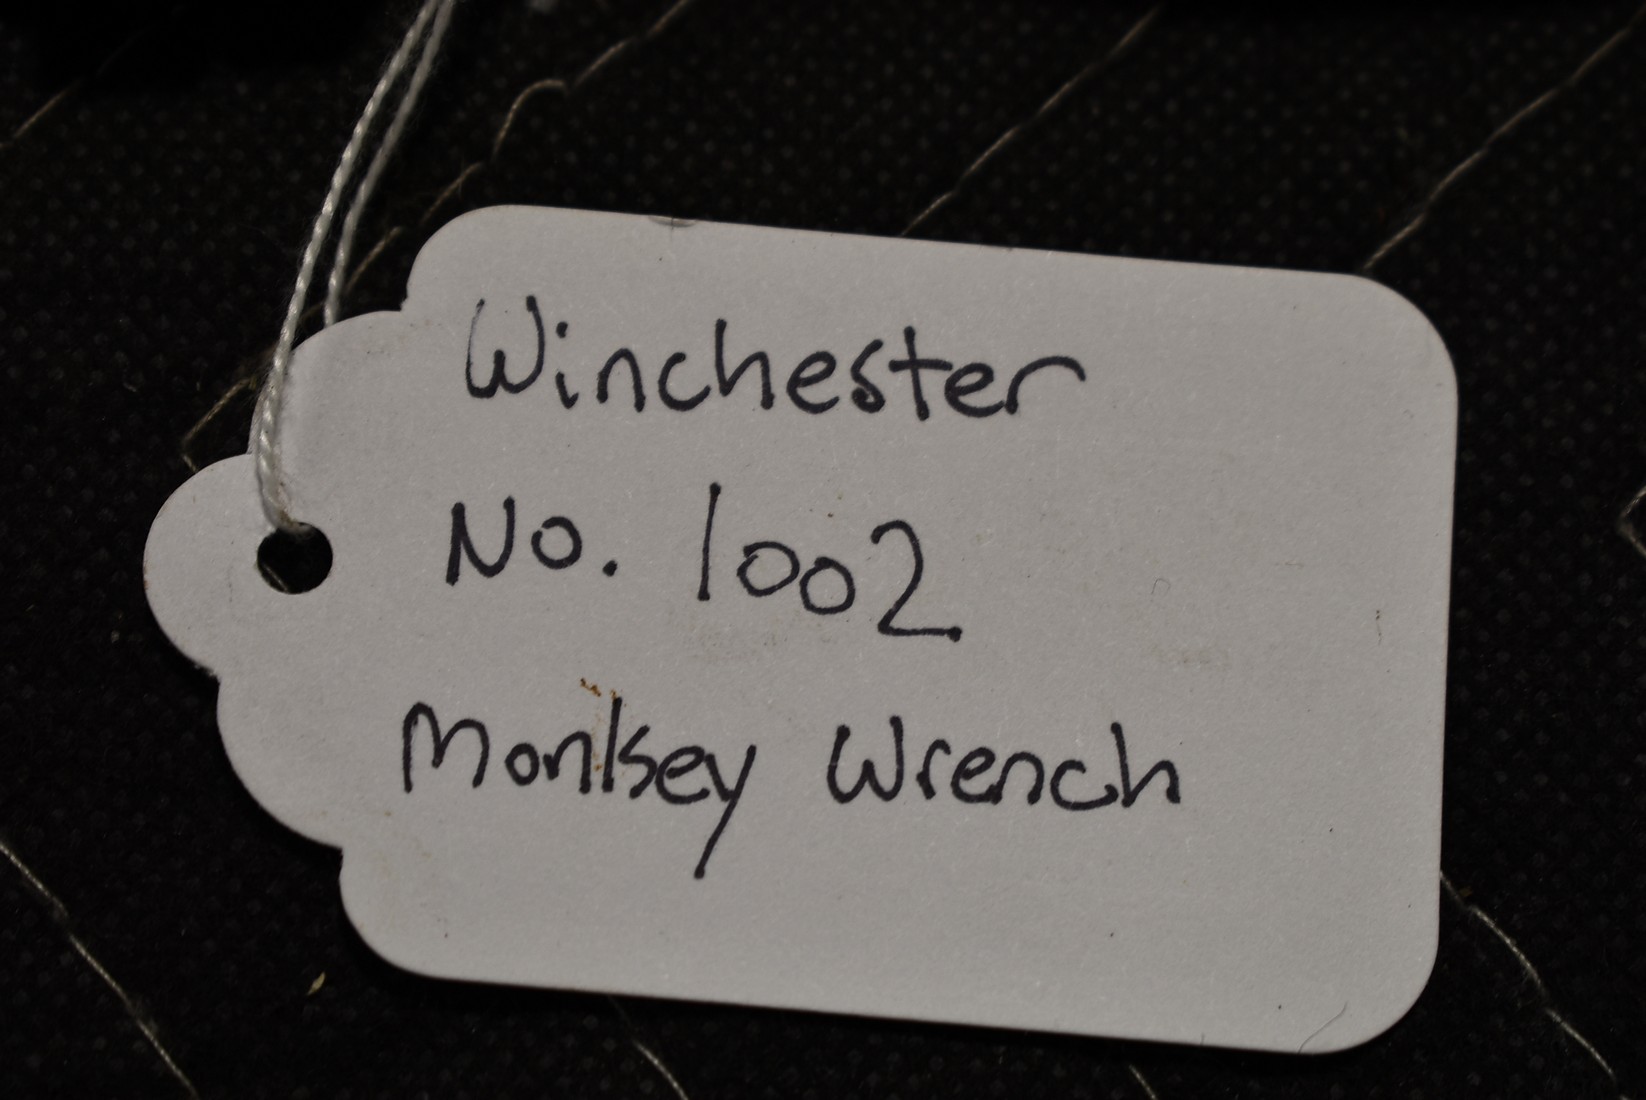 Winchester
No. 1002
Monkey Wrench